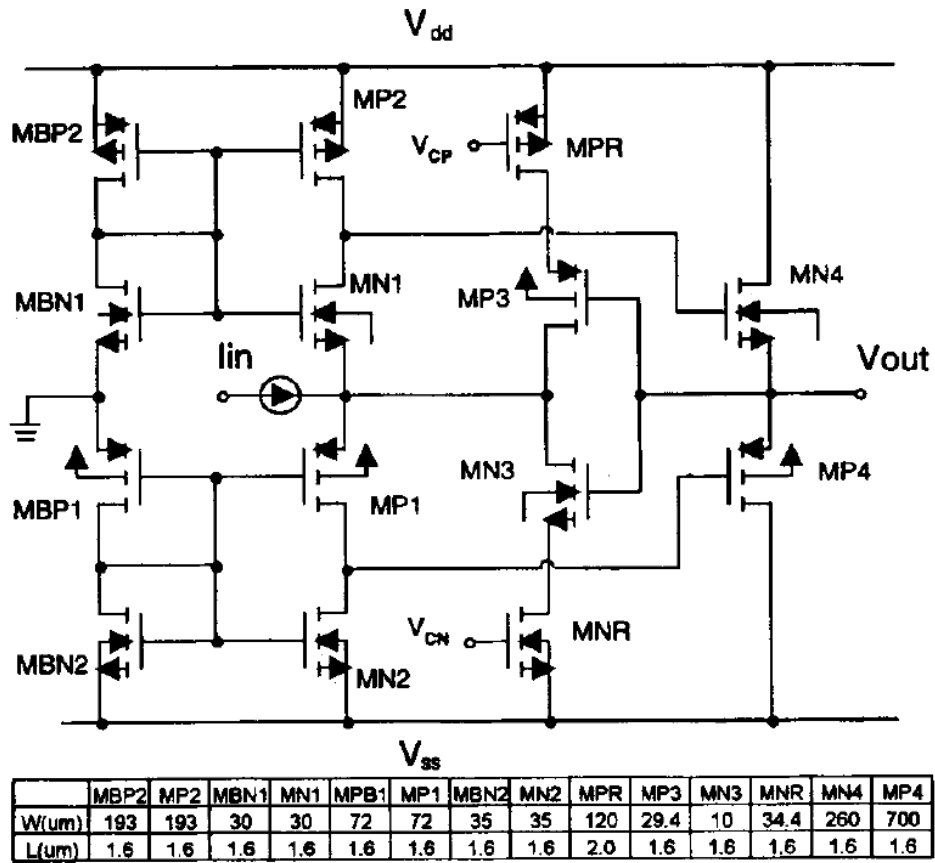 Vdd
MBP2
MP2
VCP
MPR
MBN1
MN1
MP3
MN4
Iin
Vout
MBP1
MP1
MN3
MP4
MBN2
MN2
VCN
MNR
Vss
MBP2 MP2 MBN1 MN1 MPB1 MP1 MBN2 MN2 MPR MP3 MN3 MNR MN4 MP4
W(um) 193 193 30 30 72 72 35 35 120 29.4 10 34.4 260 700
L(um) 1.6 1.6 1.6 1.6 1.6 1.6 1.6 1.6 2.0 1.6 1.6 1.6 1.6 1.6